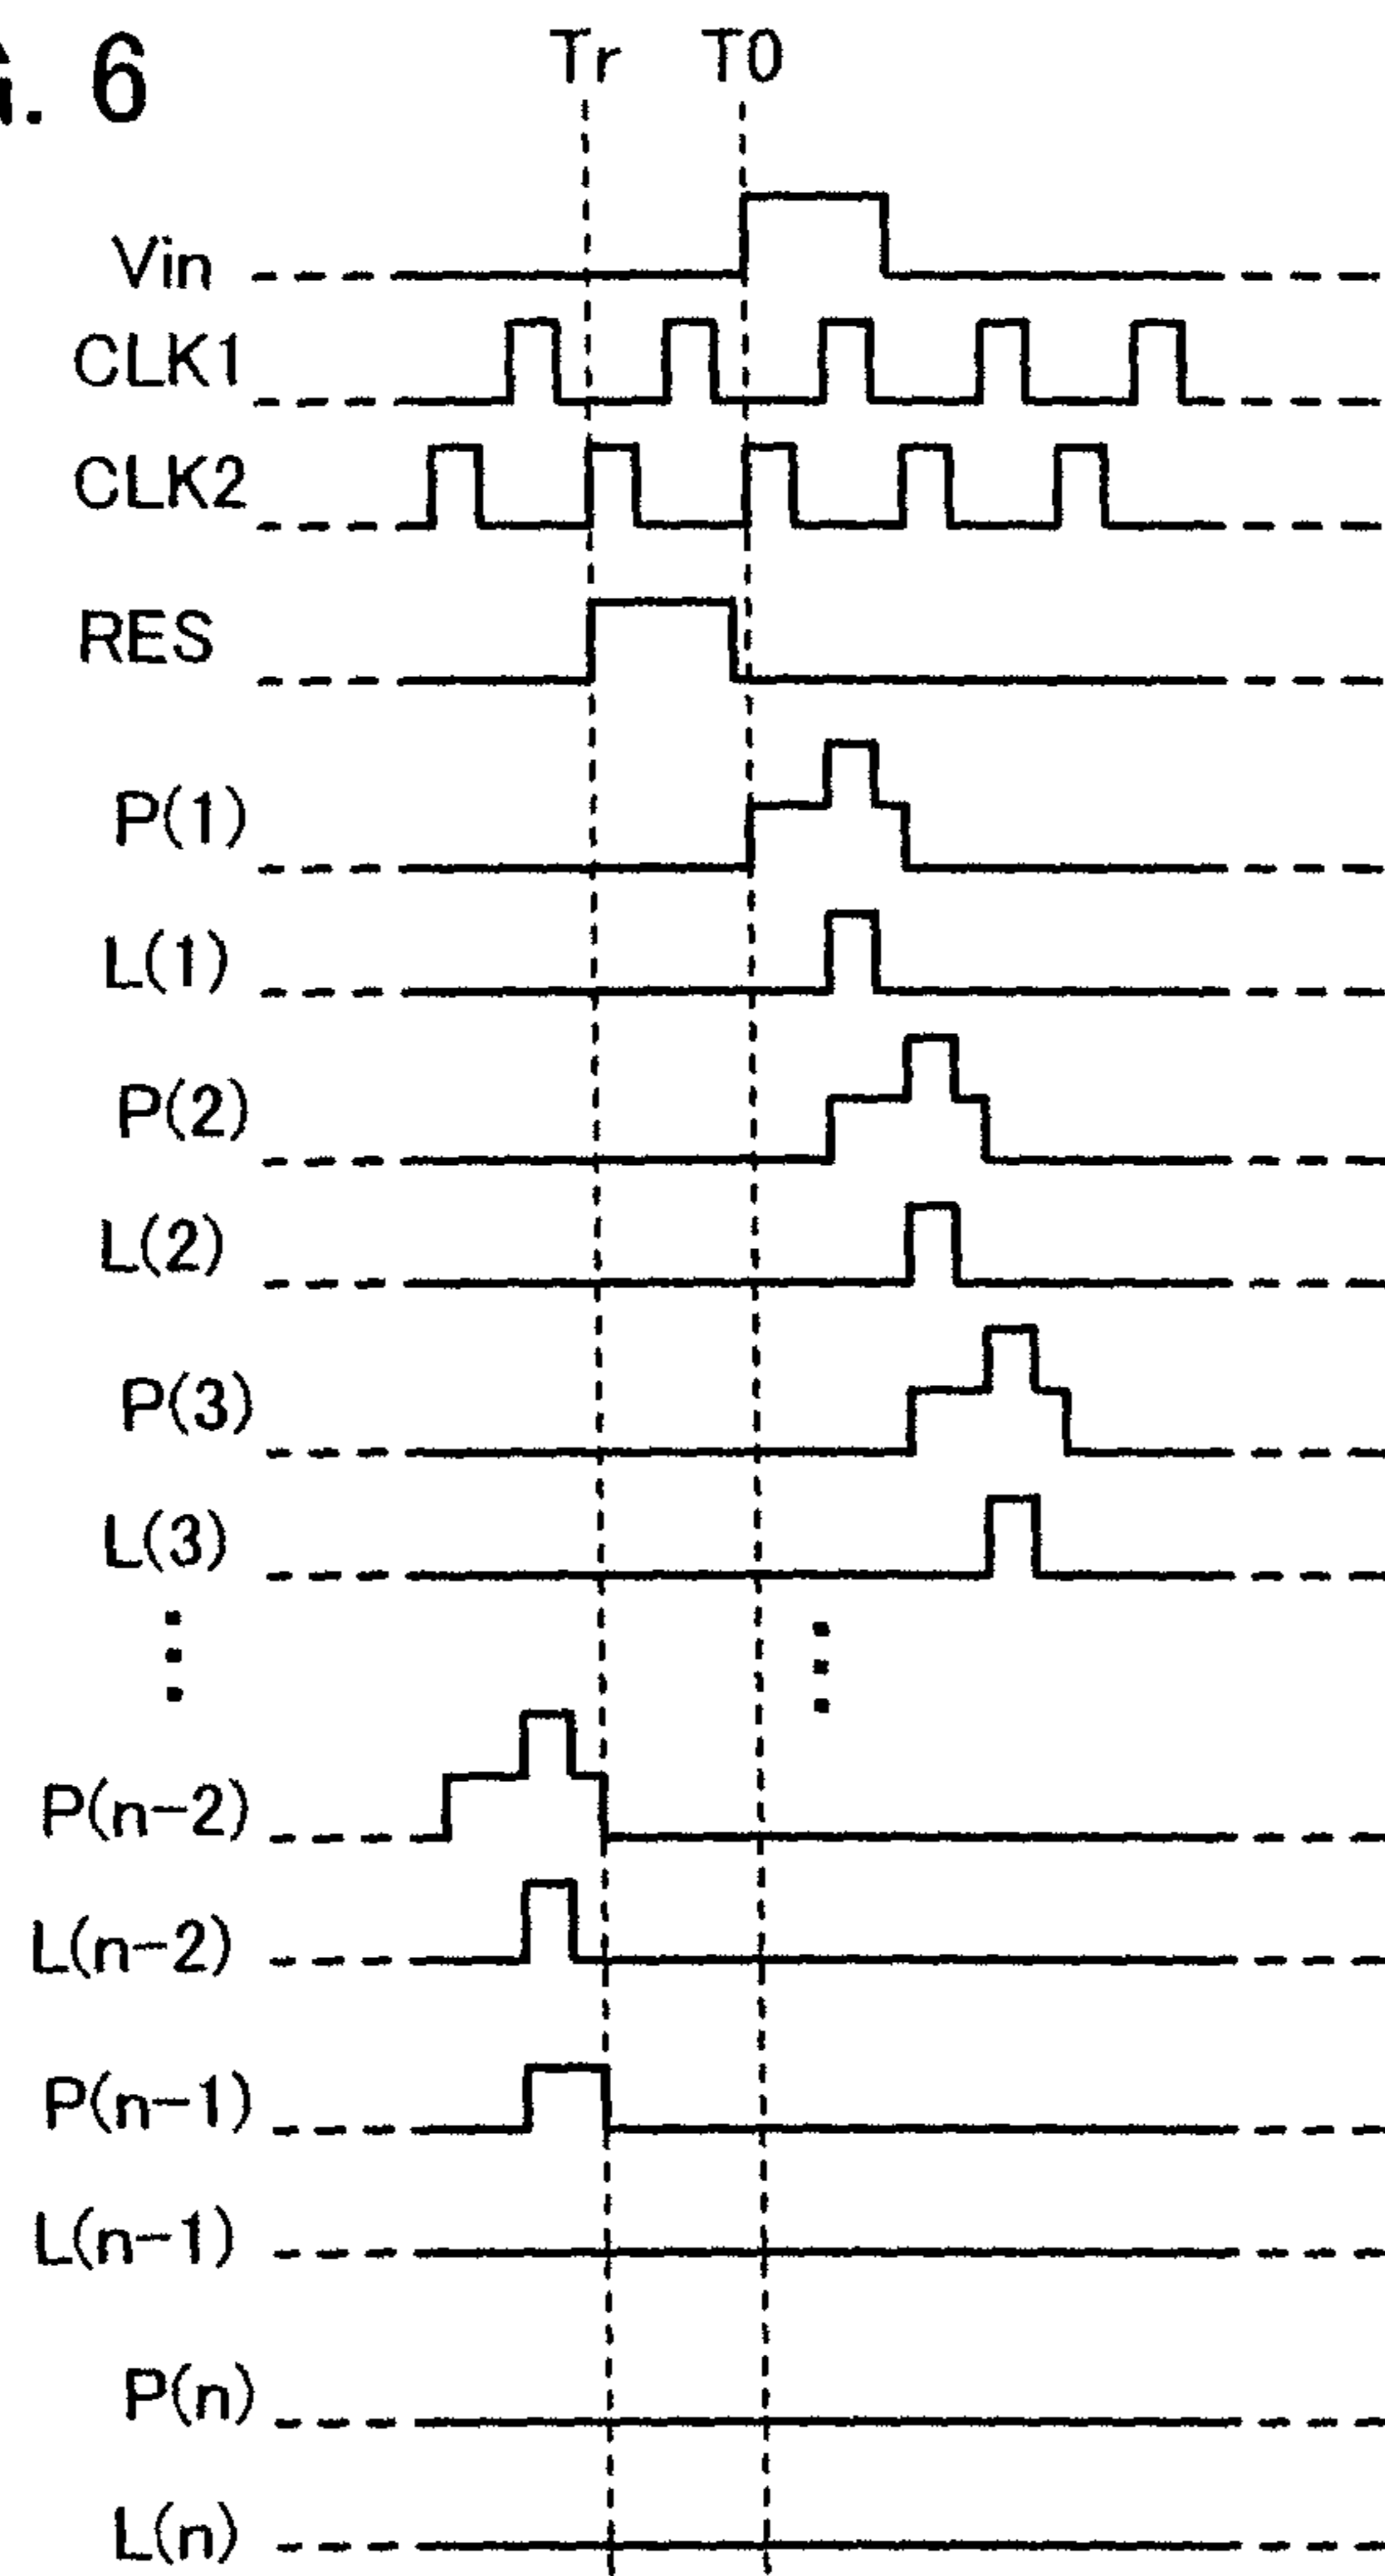 . 6
Tr T0
Vin
CLK1
CLK2
RES
P(1)
L(1)
P(2)
L(2)
P(3)
L(3)
P(n-2)
L(n-2)
P(n-1)
L(n-1)
P(n)
L(n)